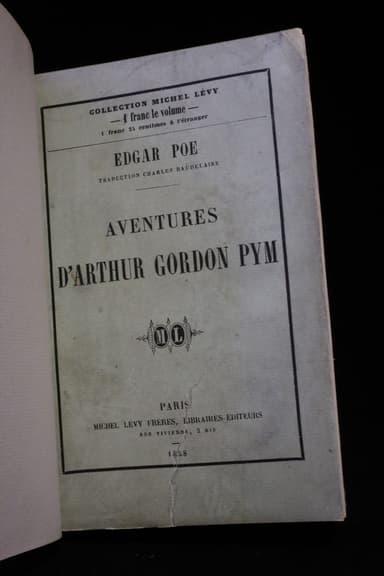 COLLECTION MICHEL LÉVY
— 1 franc le volume —
1 franc 25 centimes à l'étranger
EDGAR POE
TRADUCTION CHARLES BAUDELAIRE
AVENTURES
D'ARTHUR GORDON PYM
ML
PARIS
MICHEL LÉVY FRÈRES, LIBRAIRES-ÉDITEURS
RUE VIVIENNE, 2 BIS
1858